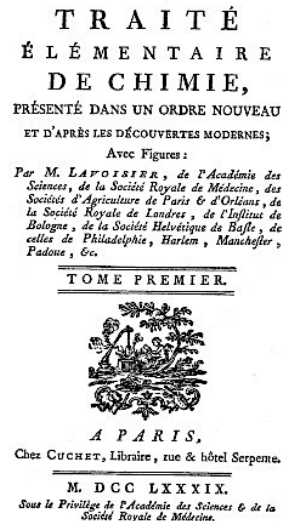 TRAITÉ
ÉLÉMENTAIRE
DE CHIMIE,
PRÉSENTÉ DANS UN ORDRE NOUVEAU
ET D'APRÈS LES DÉCOUVERTES MODERNES;
Avec Figures :
Par M. LAVOISIER, de l'Académie des
Sciences, de la Société Royale de Médecine, des
Sociétés d'Agriculture de Paris & d'Orléans, de
la Société Royale de Londres, de l'Institut de
Bologne, de la Société Helvétique de Basle, de
celles de Philadelphie, Harlem, Manchester,
Padoue, &c.
TOME PREMIER.
A PARIS,
Chez CUCHET, Libraire, rue & hôtel Serpente.
M. DCC LXXXIX.
Sous le Privilège de l'Académie des Sciences & de la
Société Royale de Médecine.